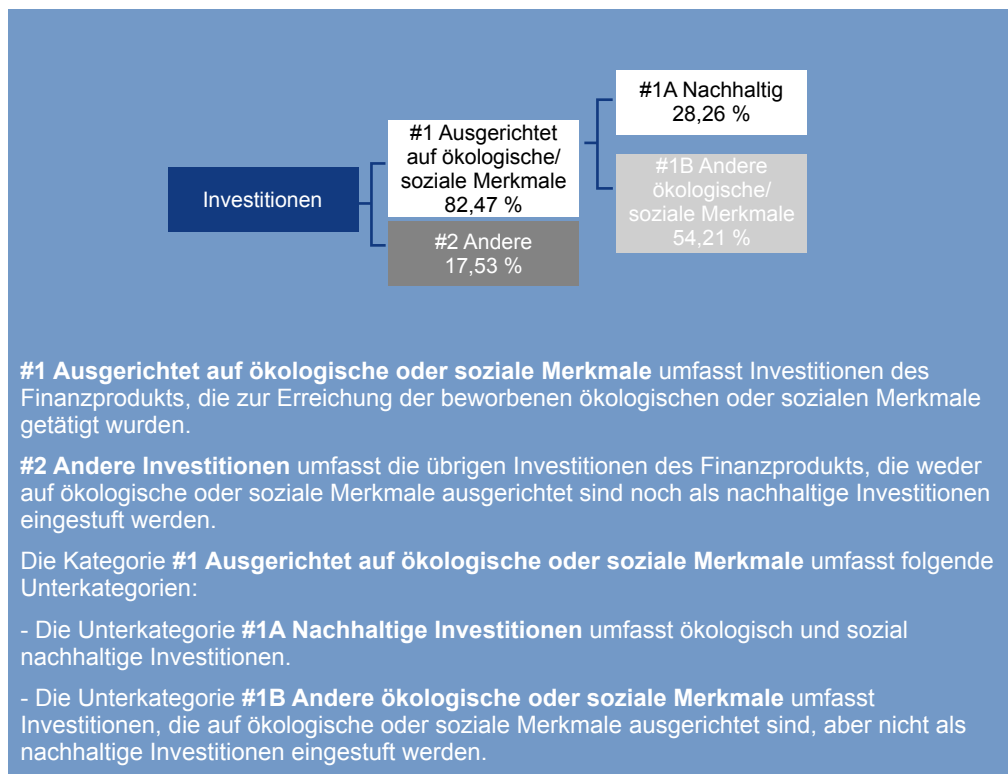 #1A Nachhaltig
28,26 %
#1 Ausgerichtet
auf ökologische/
soziale Merkmale
82,47 %
#1B Andere
ökologische/
soziale Merkmale
54,21 %
Investitionen
#2 Andere
17,53 %
#1 Ausgerichtet auf ökologische oder soziale Merkmale umfasst Investitionen des
Finanzprodukts, die zur Erreichung der beworbenen ökologischen oder sozialen Merkmale
getätigt wurden.
#2 Andere Investitionen umfasst die übrigen Investitionen des Finanzprodukts, die weder
auf ökologische oder soziale Merkmale ausgerichtet sind noch als nachhaltige Investitionen
eingestuft werden.
Die Kategorie #1 Ausgerichtet auf ökologische oder soziale Merkmale umfasst folgende
Unterkategorien:
- Die Unterkategorie #1A Nachhaltige Investitionen umfasst ökologisch und sozial
nachhaltige Investitionen.
- Die Unterkategorie #1B Andere ökologische oder soziale Merkmale umfasst
Investitionen, die auf ökologische oder soziale Merkmale ausgerichtet sind, aber nicht als
nachhaltige Investitionen eingestuft werden.